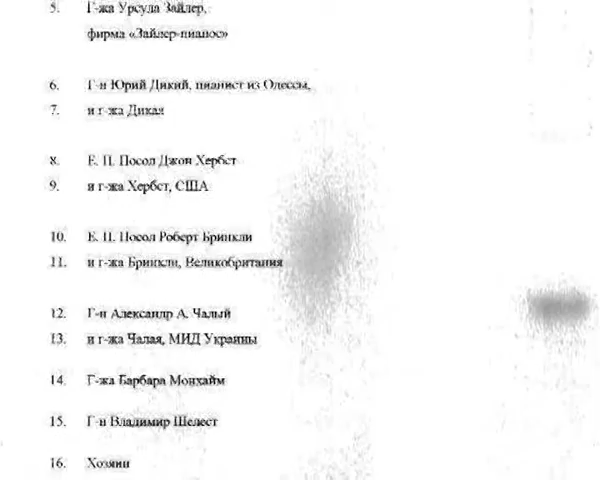 5. Г-жа Урсула Зайлер,
фирма «Зайлер-пианос»
6. Г-н Юрий Дикий, пианист из Одессы,
7. и г-жа Дикая
8. Е. П. Посол Джон Хербст
9. и г-жа Хербст, США
10. Е. П. Посол Роберт Бринкли
11. и г-жа Бринкли, Великобритания
12. Г-н Александр А. Чалый
13. и г-жа Чалая, МИД Украины
14. Г-жа Барбара Монхайм
15. Г-н Владимир Шелест
16. Хозяин